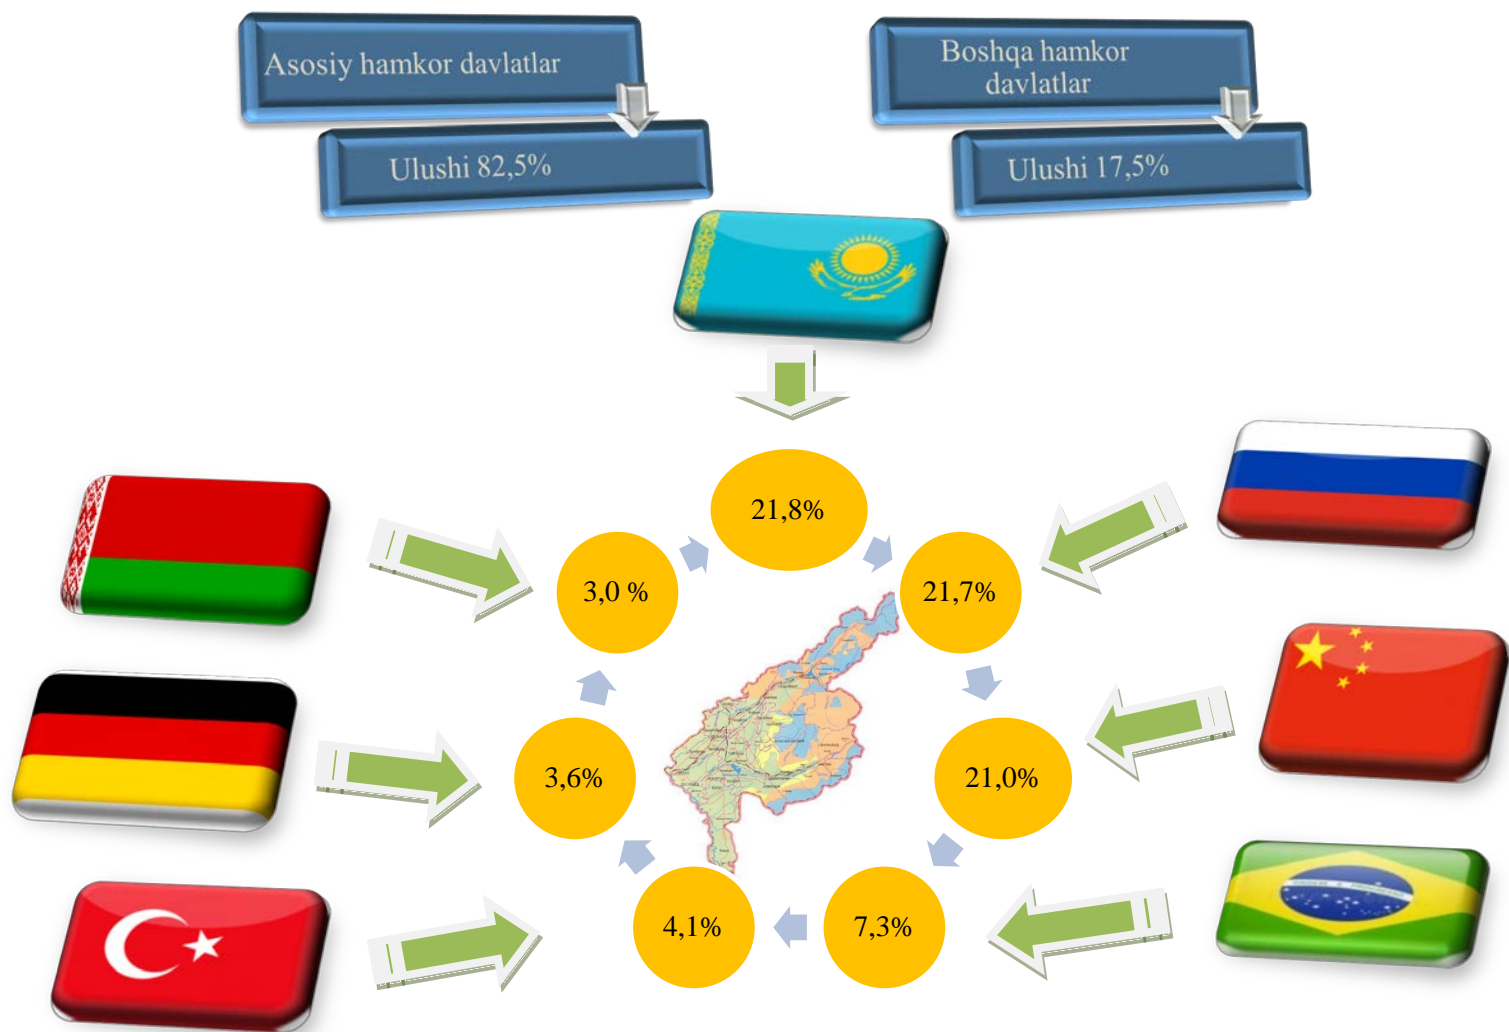 Asosiy hamkor davlatlar
Ulushi 82,5%
Boshqa hamkor
davlatlar
Ulushi 17,5%
21,8%
3,0 %
21,7%
3,6%
21,0%
4,1%
7,3%